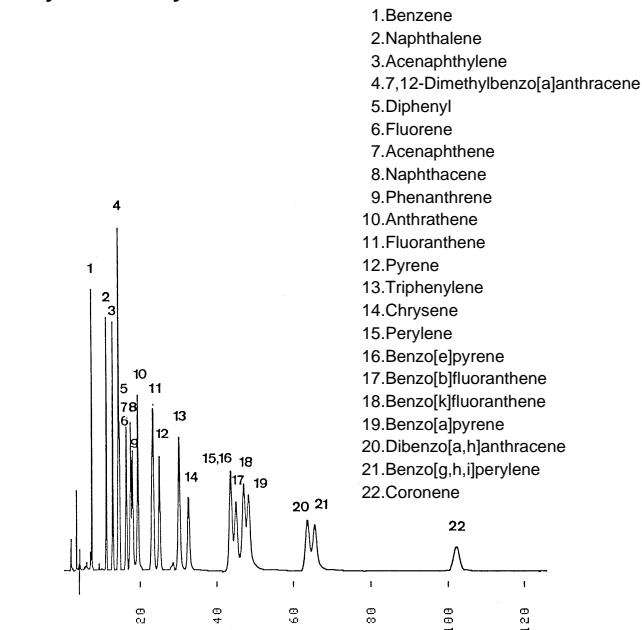 1.Benzene
2.Naphthalene
3.Acenaphthylene
4.7,12-Dimethylbenzo[a]anthracene
5.Diphenyl
6.Fluorene
7.Acenaphthene
8.Naphthacene
9.Phenanthrene
10.Anthrathene
11.Fluoranthene
12.Pyrene
13.Triphenylene
14.Chrysene
15.Perylene
16.Benzo[e]pyrene
17.Benzo[b]fluoranthene
18.Benzo[k]fluoranthene
19.Benzo[a]pyrene
20.Dibenzo[a,h]anthracene
21.Benzo[g,h,i]perylene
22.Coronene
4
1
2
3
10
5
11
78
6
13
12
9
15,16
18
14
17
19
20
21
22
20
40
60
80
100
120